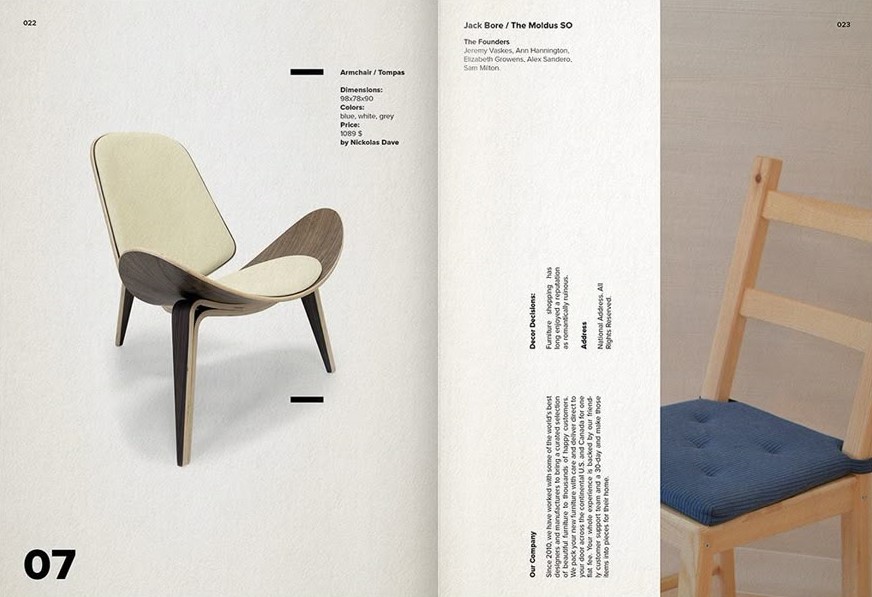 022
Armchair / Tompas
Dimensions:
98x78x90
Colors:
blue, white, grey
Price:
1089 $
by Nickolas Dave
07
Jack Bore / The Moldus SO
023
The Founders
Jeremy Vaskes, Ann Hannington,
Elizabeth Growens, Alex Sandero,
Sam Milton.
Decor Decisions:
Furniture shopping has
long enjoyed a reputation
as romantically ruinous.
Address
National Address. All
Rights Reserved.
Our Company
Since 2010, we have worked with some of the world's best
designers and manufacturers to bring a curated selection
of beautiful furniture to thousands of happy customers.
We pack your new furniture with care and deliver direct to
your door across the continental U.S. and Canada for one
flat fee. Your whole experience is backed by our friend-
ly customer support team and a 30-day and make those
items into pieces for their home.